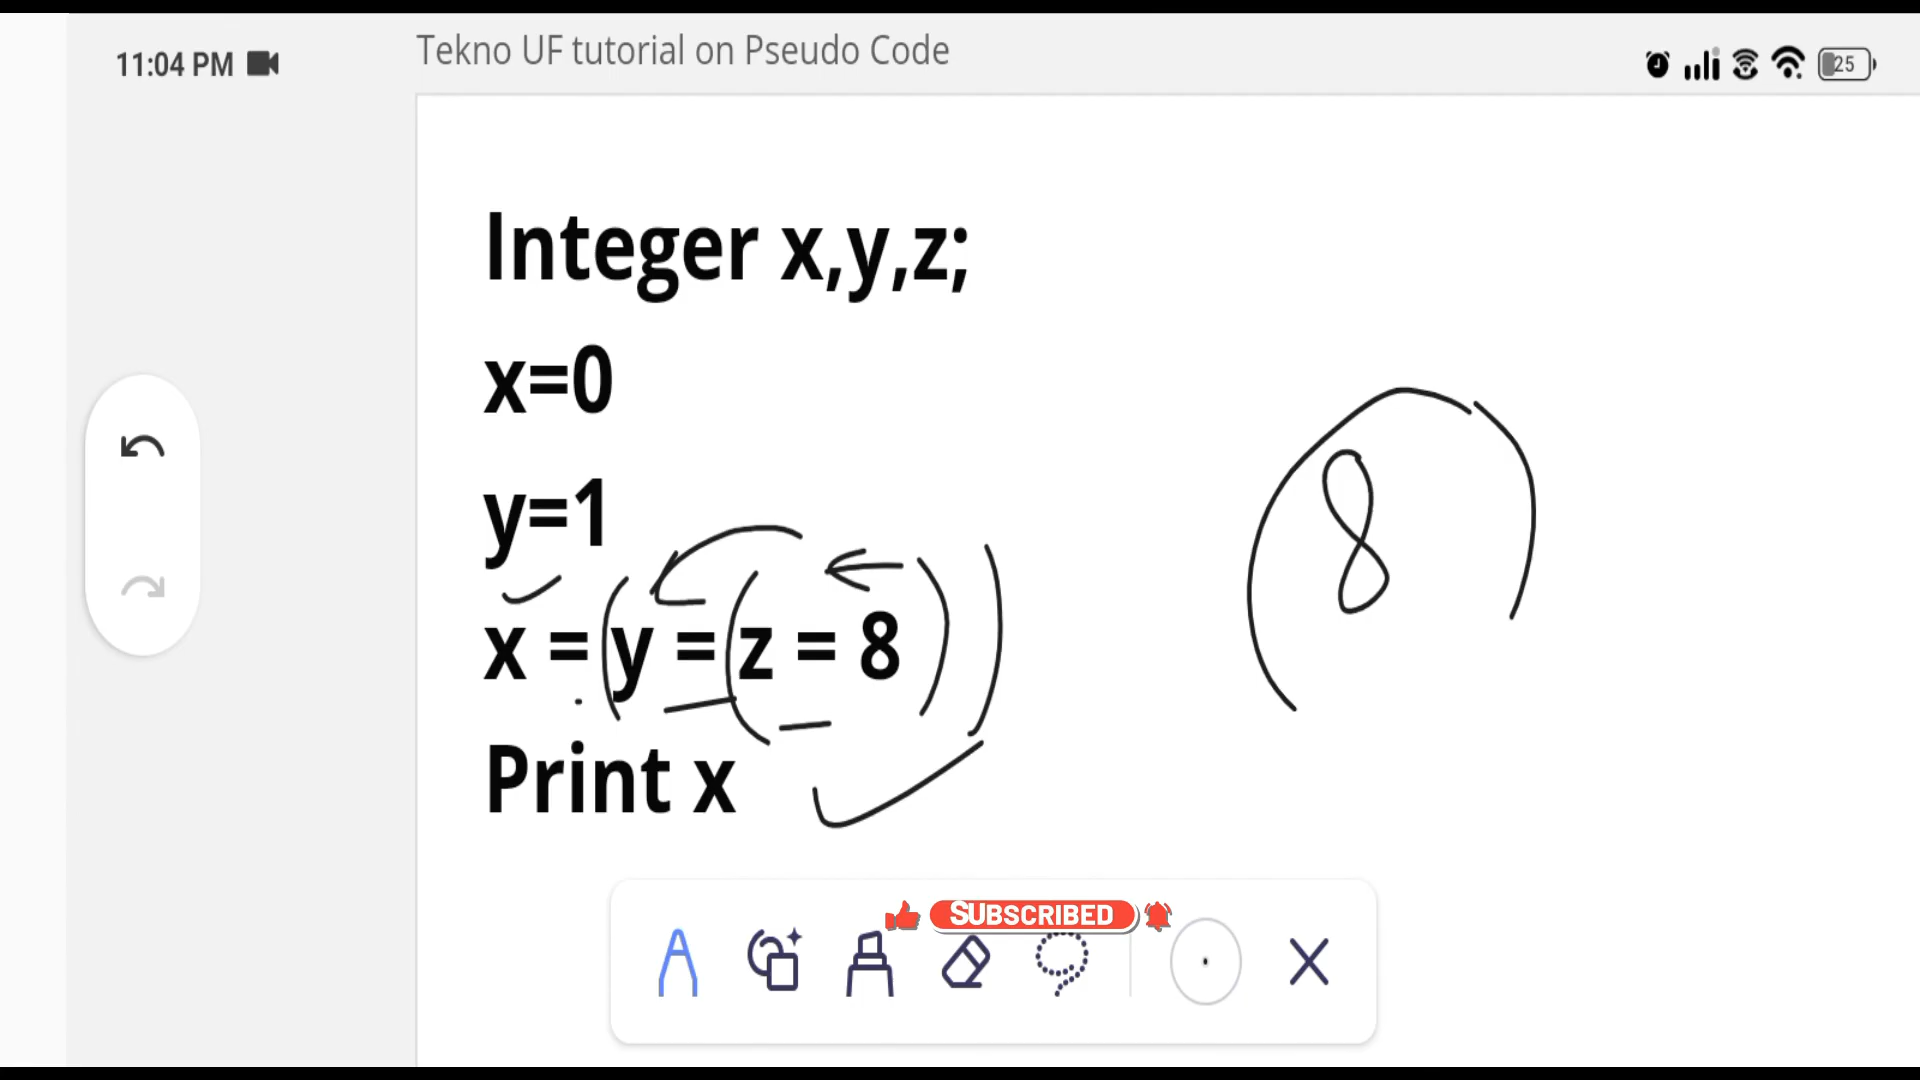 11:04 PM
Tekno UF tutorial on Pseudo Code
25
Integer x,y,z;
x=0
y=1
x = (y = (z = 8))
Print x
8
SUBSCRIBED